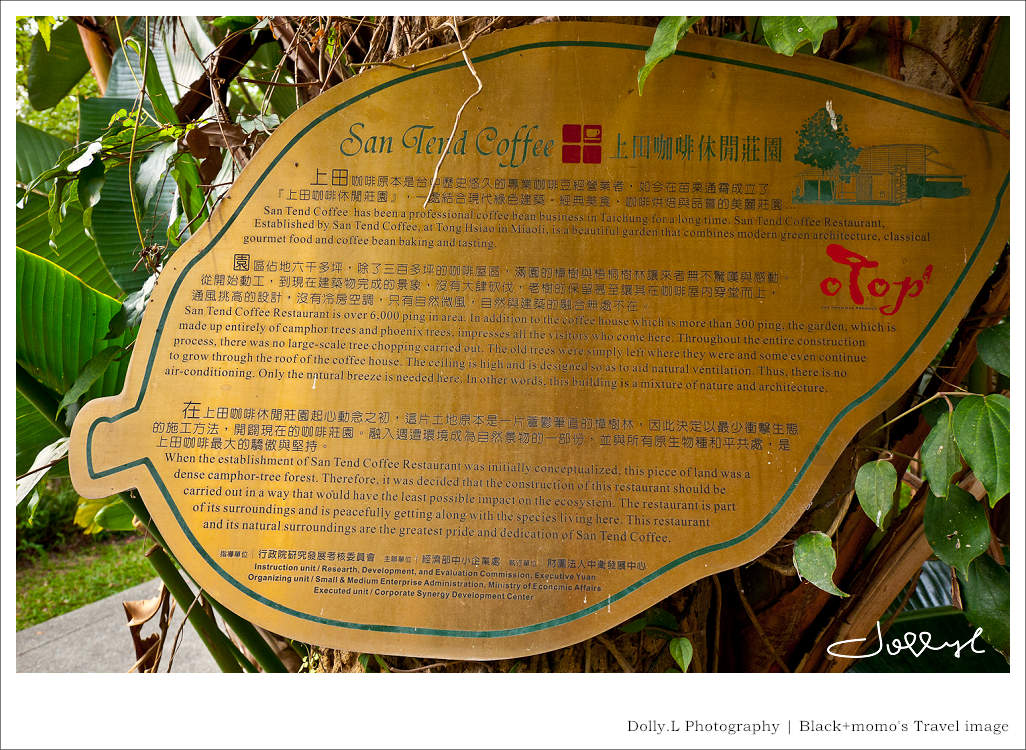 San Tend Coffee 上田咖啡休閒莊園
上田咖啡原本是台中歷史悠久的專業咖啡豆經營業者，如今在苗栗通霄成立了
『上田咖啡休閒莊園』，一處結合現代綠色建築、經典美食、咖啡烘焙與品嘗的美麗莊園
San Tend Coffee has been a professional coffee bean business in Taichung for a long time. San Tend Coffee Restaurant,
Established by San Tend Coffee, at Tong Hsiao in Miaoli, is a beautiful garden that combines modern green architecture, classical
gourmet food and coffee bean baking and tasting.
oTop
園區佔地六千多坪，除了三百多坪的咖啡屋區，滿園的樟樹與梧桐樹林讓來者無不驚嘆與感動
從開始動工，到現在建築物完成的景象，沒有大肆砍伐，老樹的保留甚至讓其在咖啡屋內穿堂而上，
通風挑高的設計，沒有冷房空調，只有自然微風，自然與建築的融合無處不在
San Tend Coffee Restaurant is over 6,000 ping in area. In addition to the coffee house which is more than 300 ping, the garden, which is
made up entirely of camphor trees and phoenix trees, impresses all the visitors who come here. Throughout the entire construction
process, there was no large-scale tree chopping carried out. The old trees were simply left where they were and some even continue
to grow through the roof of the coffee house. The ceiling is high and is designed so as to aid natural ventilation. Thus, there is no
air-conditioning. Only the natural breeze is needed here. In other words, this building is a mixture of nature and architecture.
在上田咖啡休閒莊園起心動念之初，這片土地原本是一片蓊鬱筆直的樟樹林，因此決定以最少衝擊生態
的施工方法，開闢現在的咖啡莊園。融入週遭環境成為自然景物的一部份，並與所有原生物種和平共處，是
上田咖啡最大的驕傲與堅持。
When the establishment of San Tend Coffee Restaurant was initially conceptualized, this piece of land was a
dense camphor-tree forest. Therefore, it was decided that the construction of this restaurant should be
carried out in a way that would have the least possible impact on the ecosystem. The restaurant is part
of its surroundings and is peacefully getting along with the species living here. This restaurant
and its natural surroundings are the greatest pride and dedication of San Tend Coffee.
指導單位｜行政院研究發展考核委員會 主辦單位｜經濟部中小企業處 執行單位｜財團法人中衛發展中心
Instruction unit / Research, Development, and Evaluation Commission, Executive Yuan
Organizing unit / Small & Medium Enterprise Administration, Ministry of Economic Affairs
Executed unit / Corporate Synergy Development Center
Dollyl
Dolly.L Photography | Black+momo's Travel image